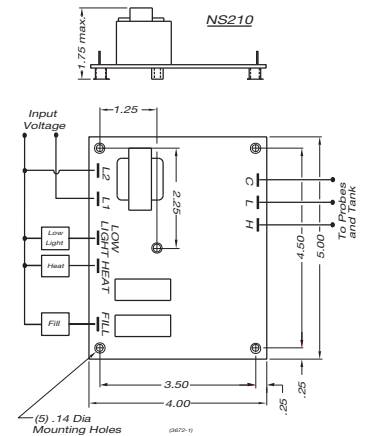 NS210
1.75 max.
1.25
Input
Voltage
L2
L1
2.25
C
L
H
To Probes
and Tank
4.50
5.00
Low
Light
LOW
LIGHT
Heat
HEAT
Fill
FILL
3.50
4.00
.25
.25
(5) .14 Dia
Mounting Holes
(3672-1)